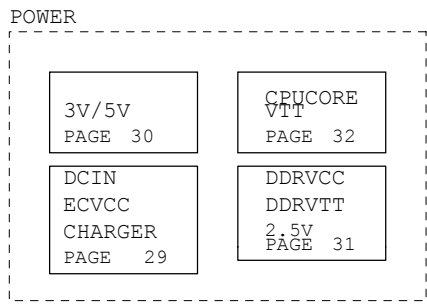 POWER
3V/5V
PAGE 30
CPUCORE
VTT
PAGE 32
DCIN
ECVCC
CHARGER
PAGE 29
DDRVCC
DDRVTT
2.5V
PAGE 31